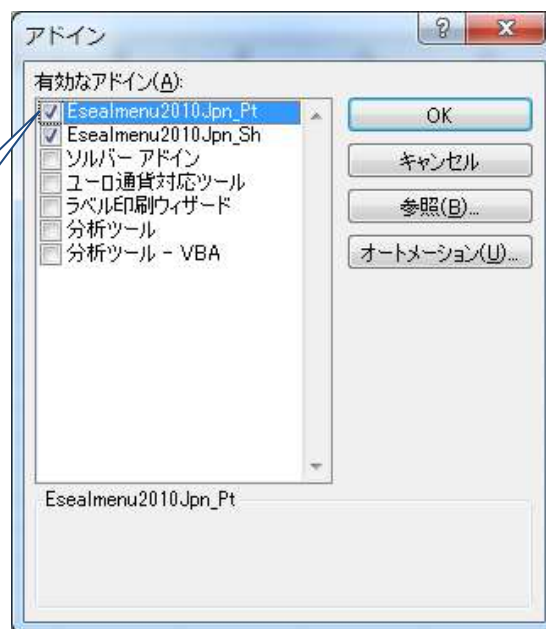 アドイン
有効なアドイン(A):
Esealmenu2010Jpn_Pt
Esealmenu2010Jpn_Sh
ソルバー アドイン
ユーロ通貨対応ツール
ラベル印刷ウィザード
分析ツール
分析ツール - VBA
OK
キャンセル
参照(B)...
オートメーション(U)...
Esealmenu2010Jpn_Pt